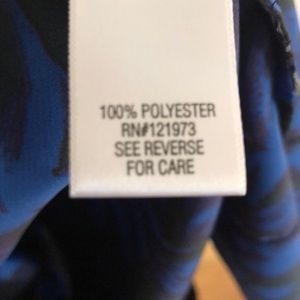 100% POLYESTER
RN#121973
SEE REVERSE
FOR CARE